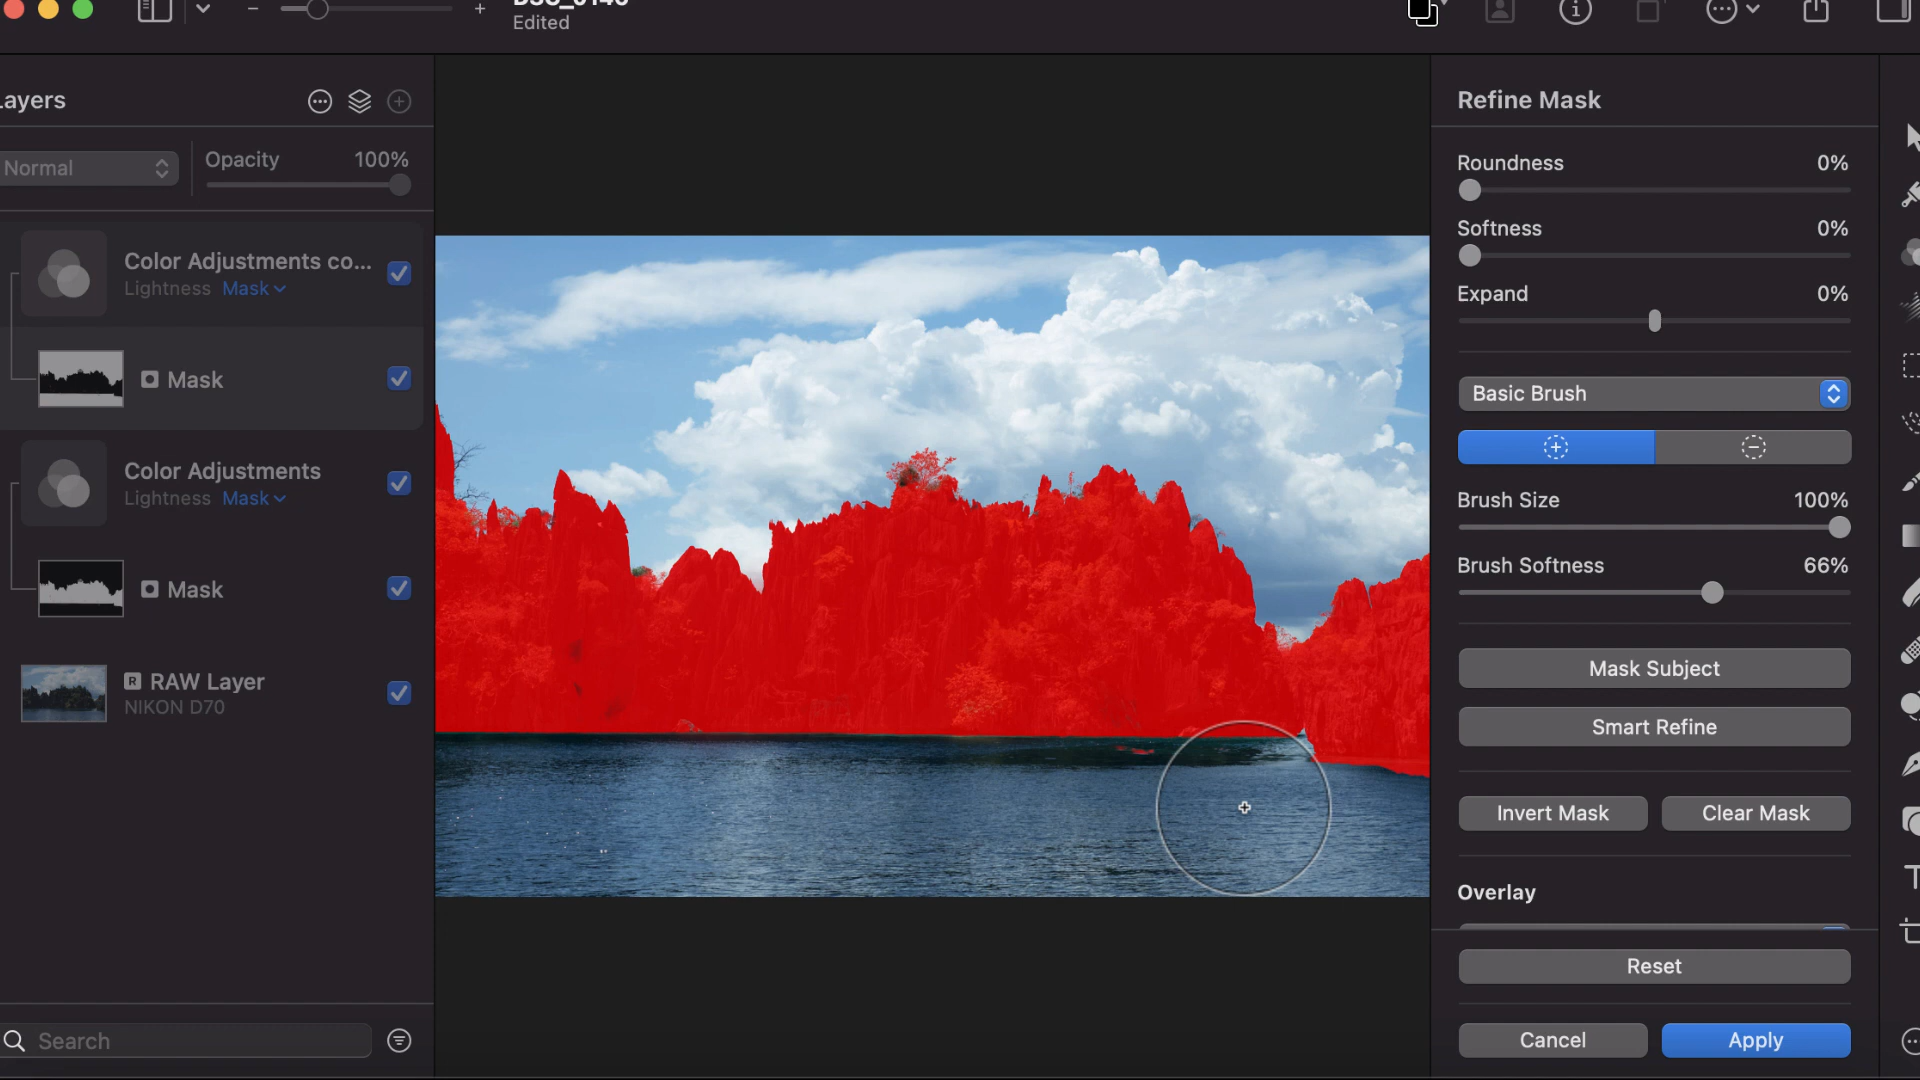 Edited
Layers
Normal
Opacity
100%
Color Adjustments co...
Lightness Mask
Mask
Color Adjustments
Lightness Mask
Mask
R RAW Layer
NIKON D70
Search
Refine Mask
Roundness 0%
Softness 0%
Expand 0%
Basic Brush
Brush Size 100%
Brush Softness 66%
Mask Subject
Smart Refine
Invert Mask
Clear Mask
Overlay
Reset
Cancel
Apply